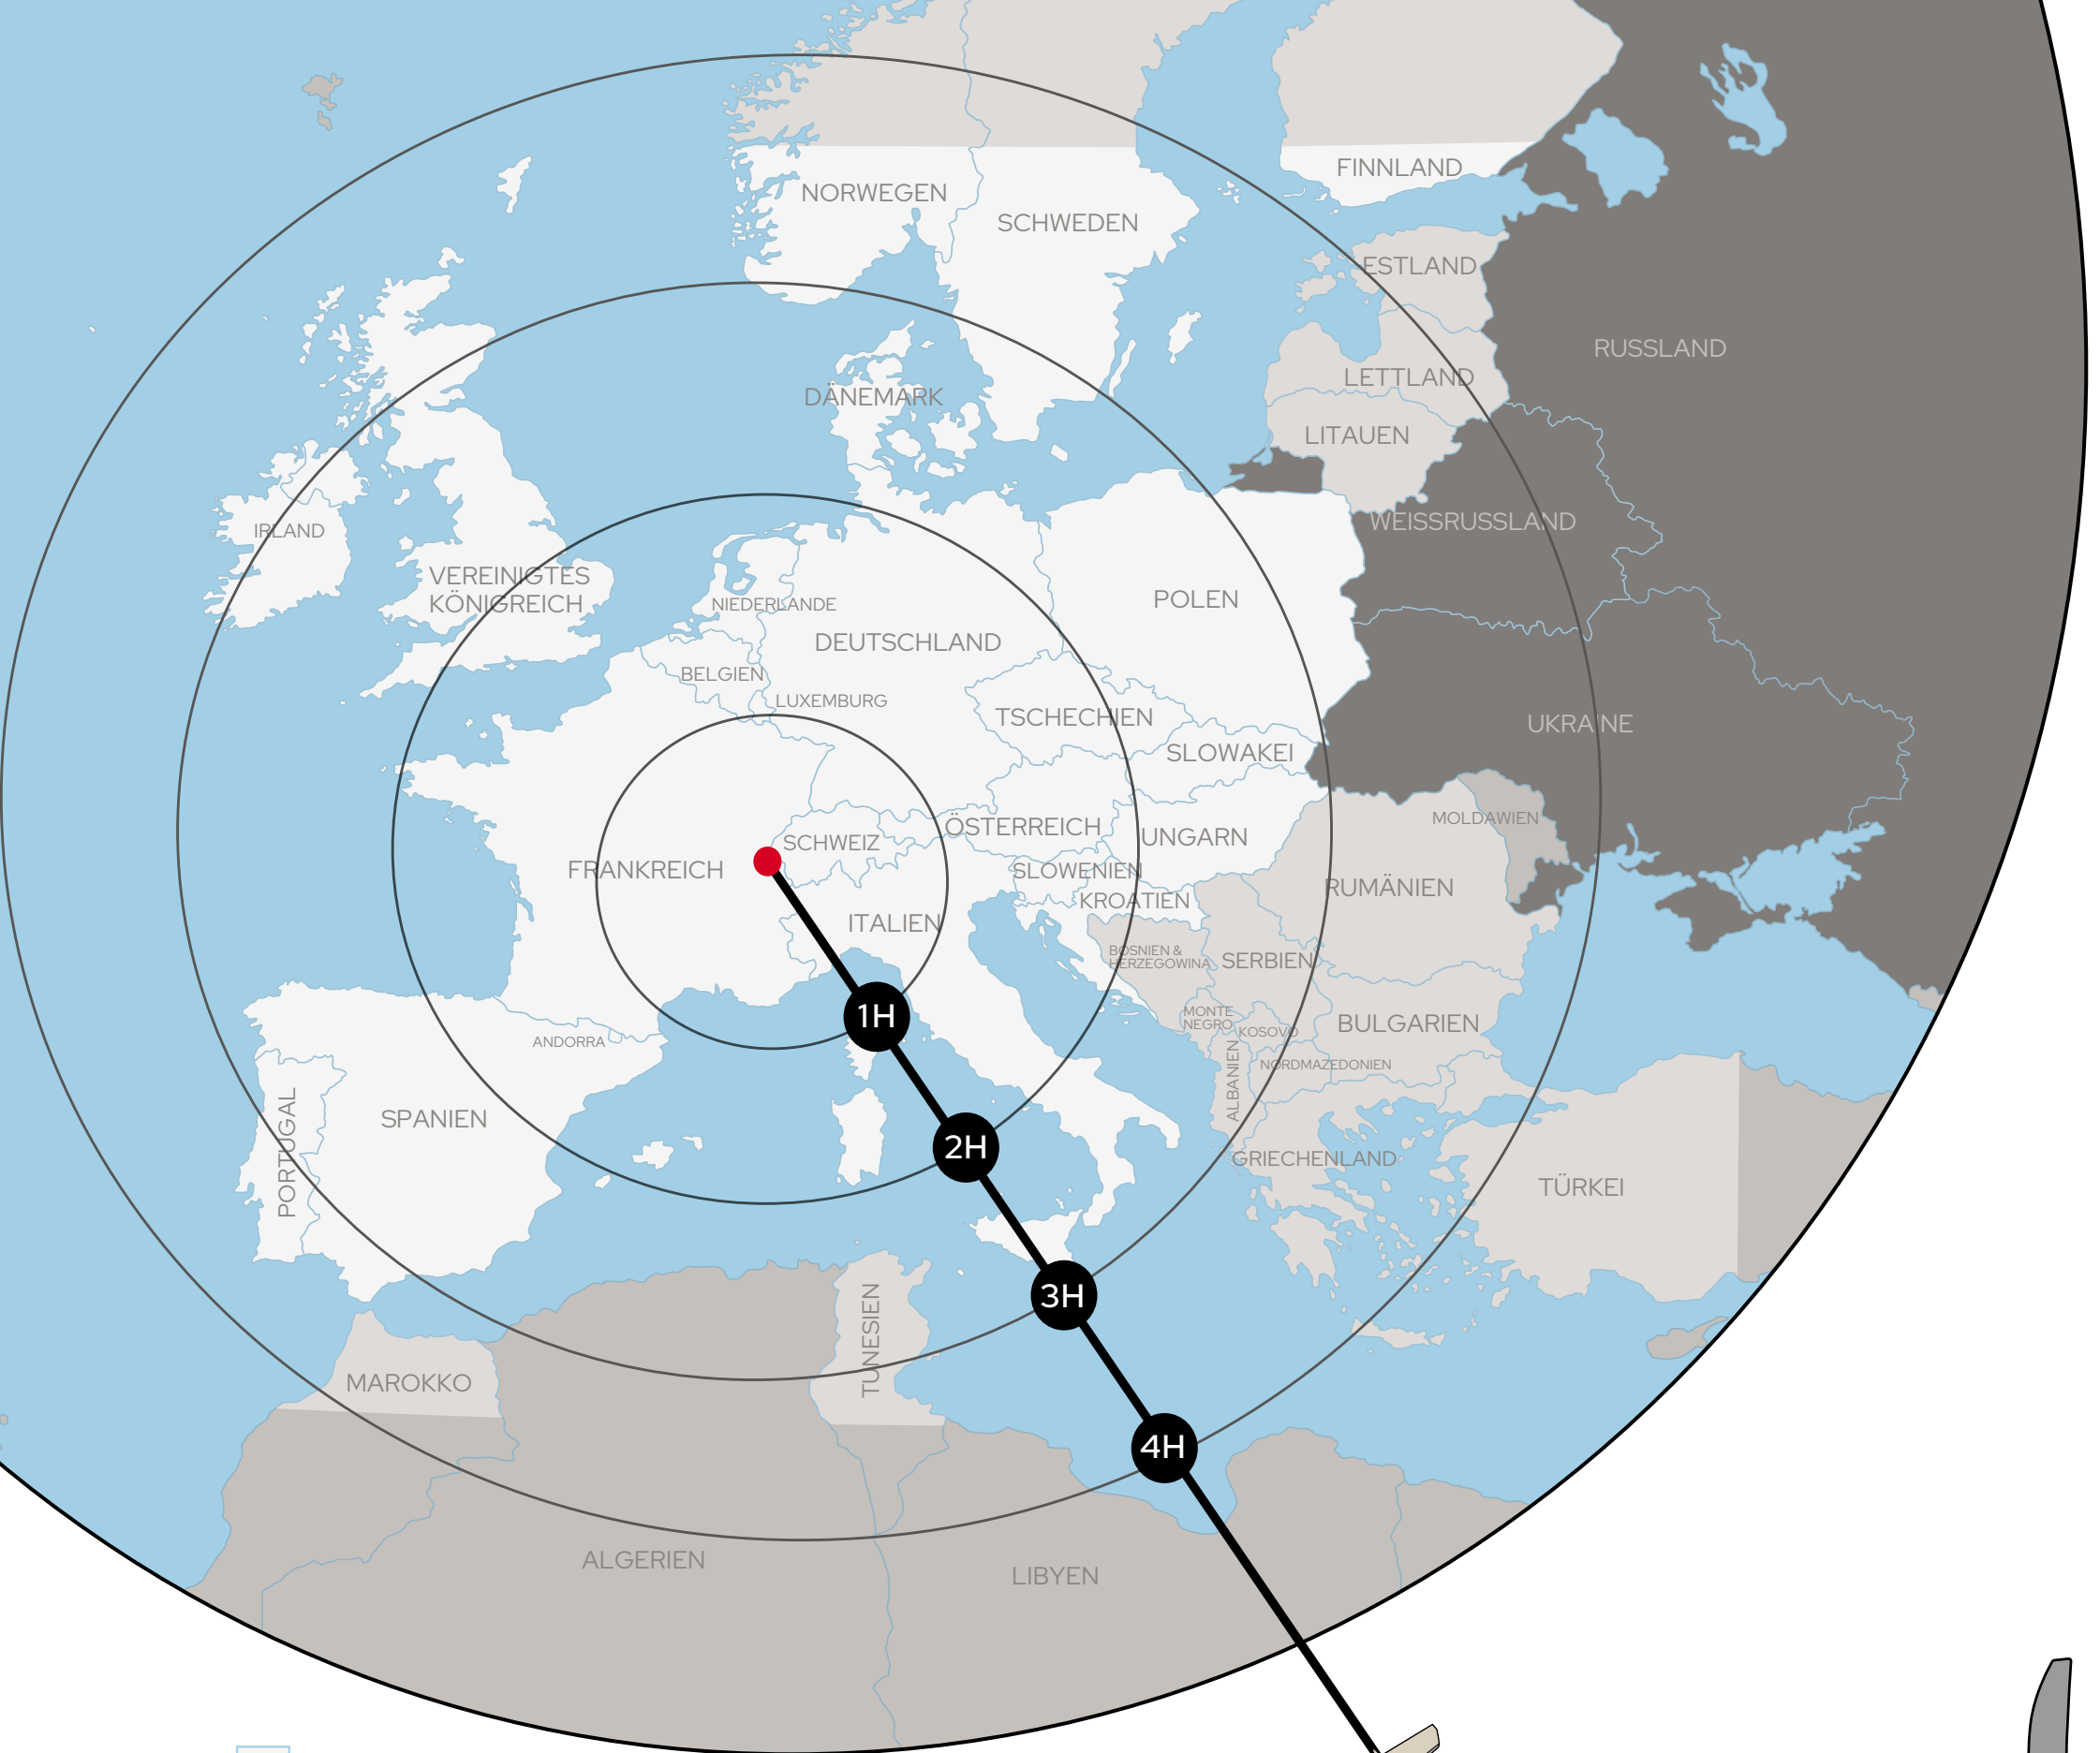 FINNLAND
NORWEGEN
SCHWEDEN
ESTLAND
RUSSLAND
LETTLAND
DÄNEMARK
LITAUEN
WEISSRUSSLAND
IRLAND
VEREINIGTES
KÖNIGREICH
POLEN
NIEDERLANDE
DEUTSCHLAND
BELGIEN
LUXEMBURG
TSCHECHIEN
UKRAINE
SLOWAKEI
MOLDAWIEN
ÖSTERREICH
UNGARN
SCHWEIZ
FRANKREICH
SLOWENIEN
RUMÄNIEN
KROATIEN
ITALIEN
BOSNIEN &
HERZEGOWINA
SERBIEN
MONTE
NEGRO
1H
BULGARIEN
KOSOVO
ANDORRA
NORDMAZEDONIEN
ALBANIEN
SPANIEN
PORTUGAL
2H
GRIECHENLAND
TÜRKEI
3H
TUNESIEN
MAROKKO
4H
ALGERIEN
LIBYEN